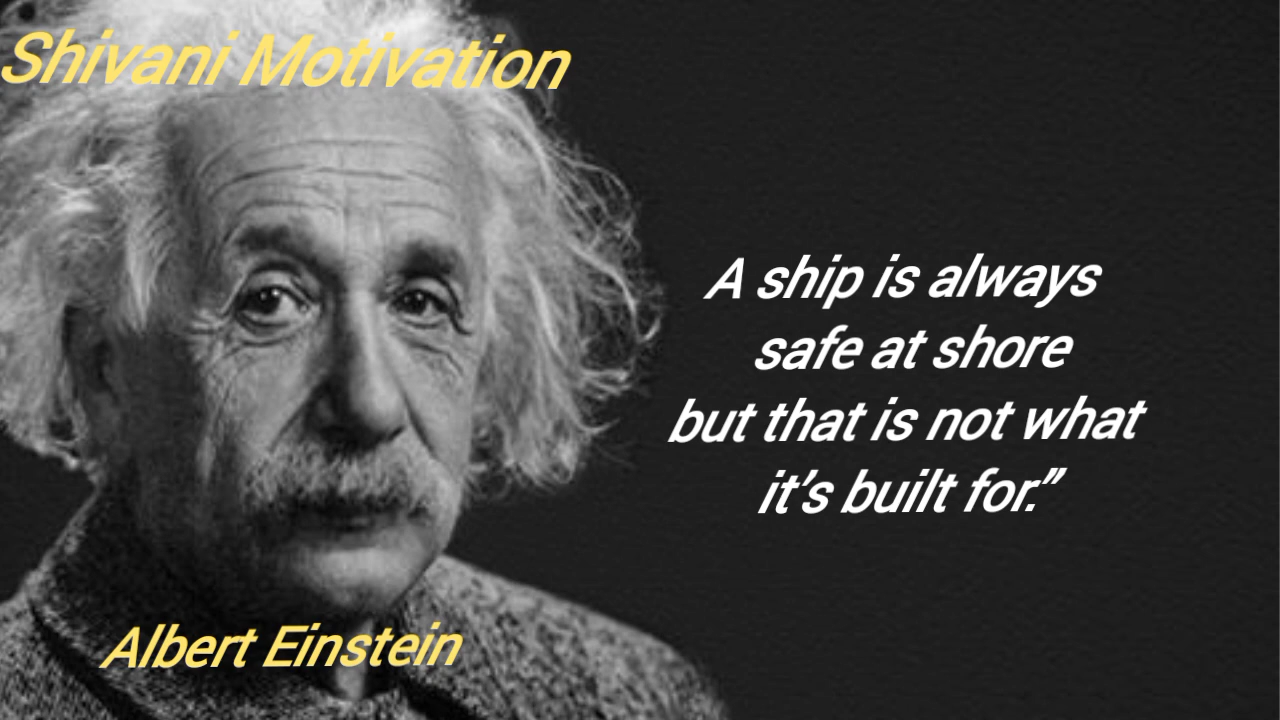 Shivani Motivation
A ship is always
safe at shore
but that is not what
it's built for.”
Albert Einstein